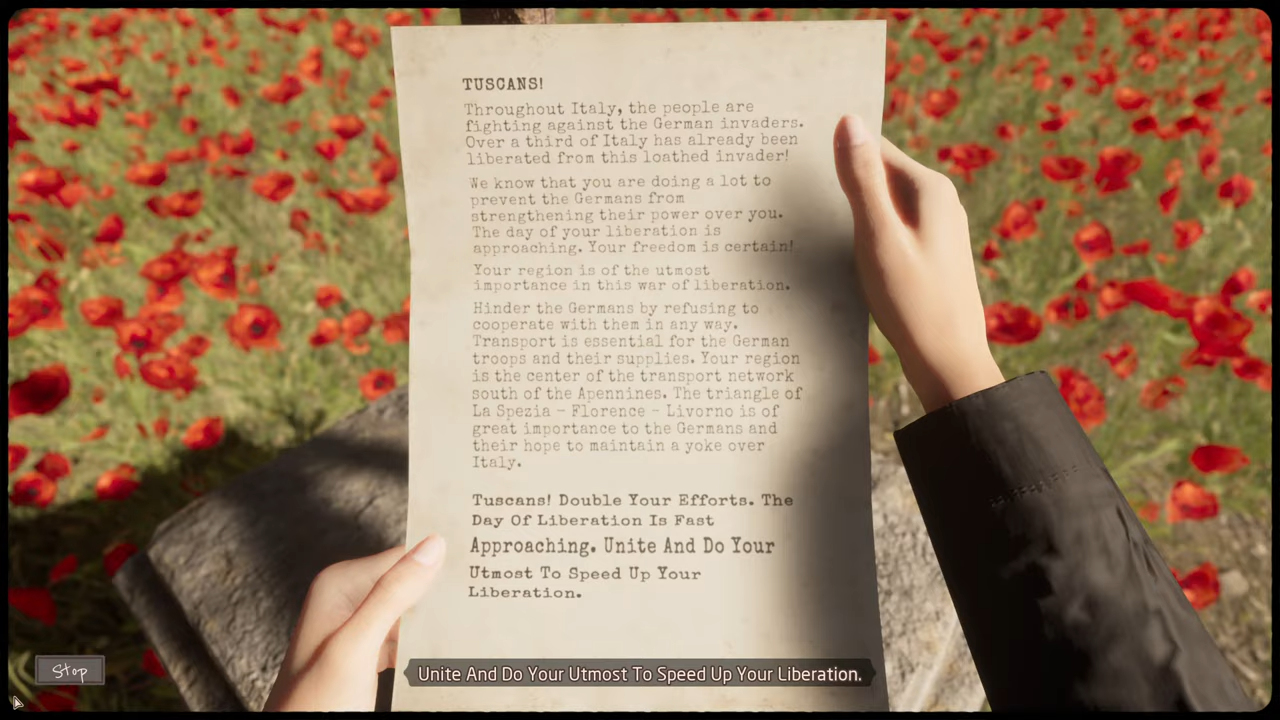 TUSCANS!
Throughout Italy, the people are
fighting against the German invaders.
Over a third of Italy has already been
liberated from this loathed invader!
We know that you are doing a lot to
prevent the Germans from
strengthening their power over you.
The day of your liberation is
approaching. Your freedom is certain!
Your region is of the utmost
importance in this war of liberation.
Hinder the Germans by refusing to
cooperate with them in any way.
Transport is essential for the German
troops and their supplies. Your region
is the center of the transport network
south of the Apennines. The triangle of
La Spezia - Florence - Livorno is of
great importance to the Germans and
their hope to maintain a yoke over
Italy.
Tuscans! Double Your Efforts. The
Day Of Liberation Is Fast
Approaching. Unite And Do Your
Utmost To Speed Up Your
Liberation.
Stop
Unite And Do Your Utmost To Speed Up Your Liberation.